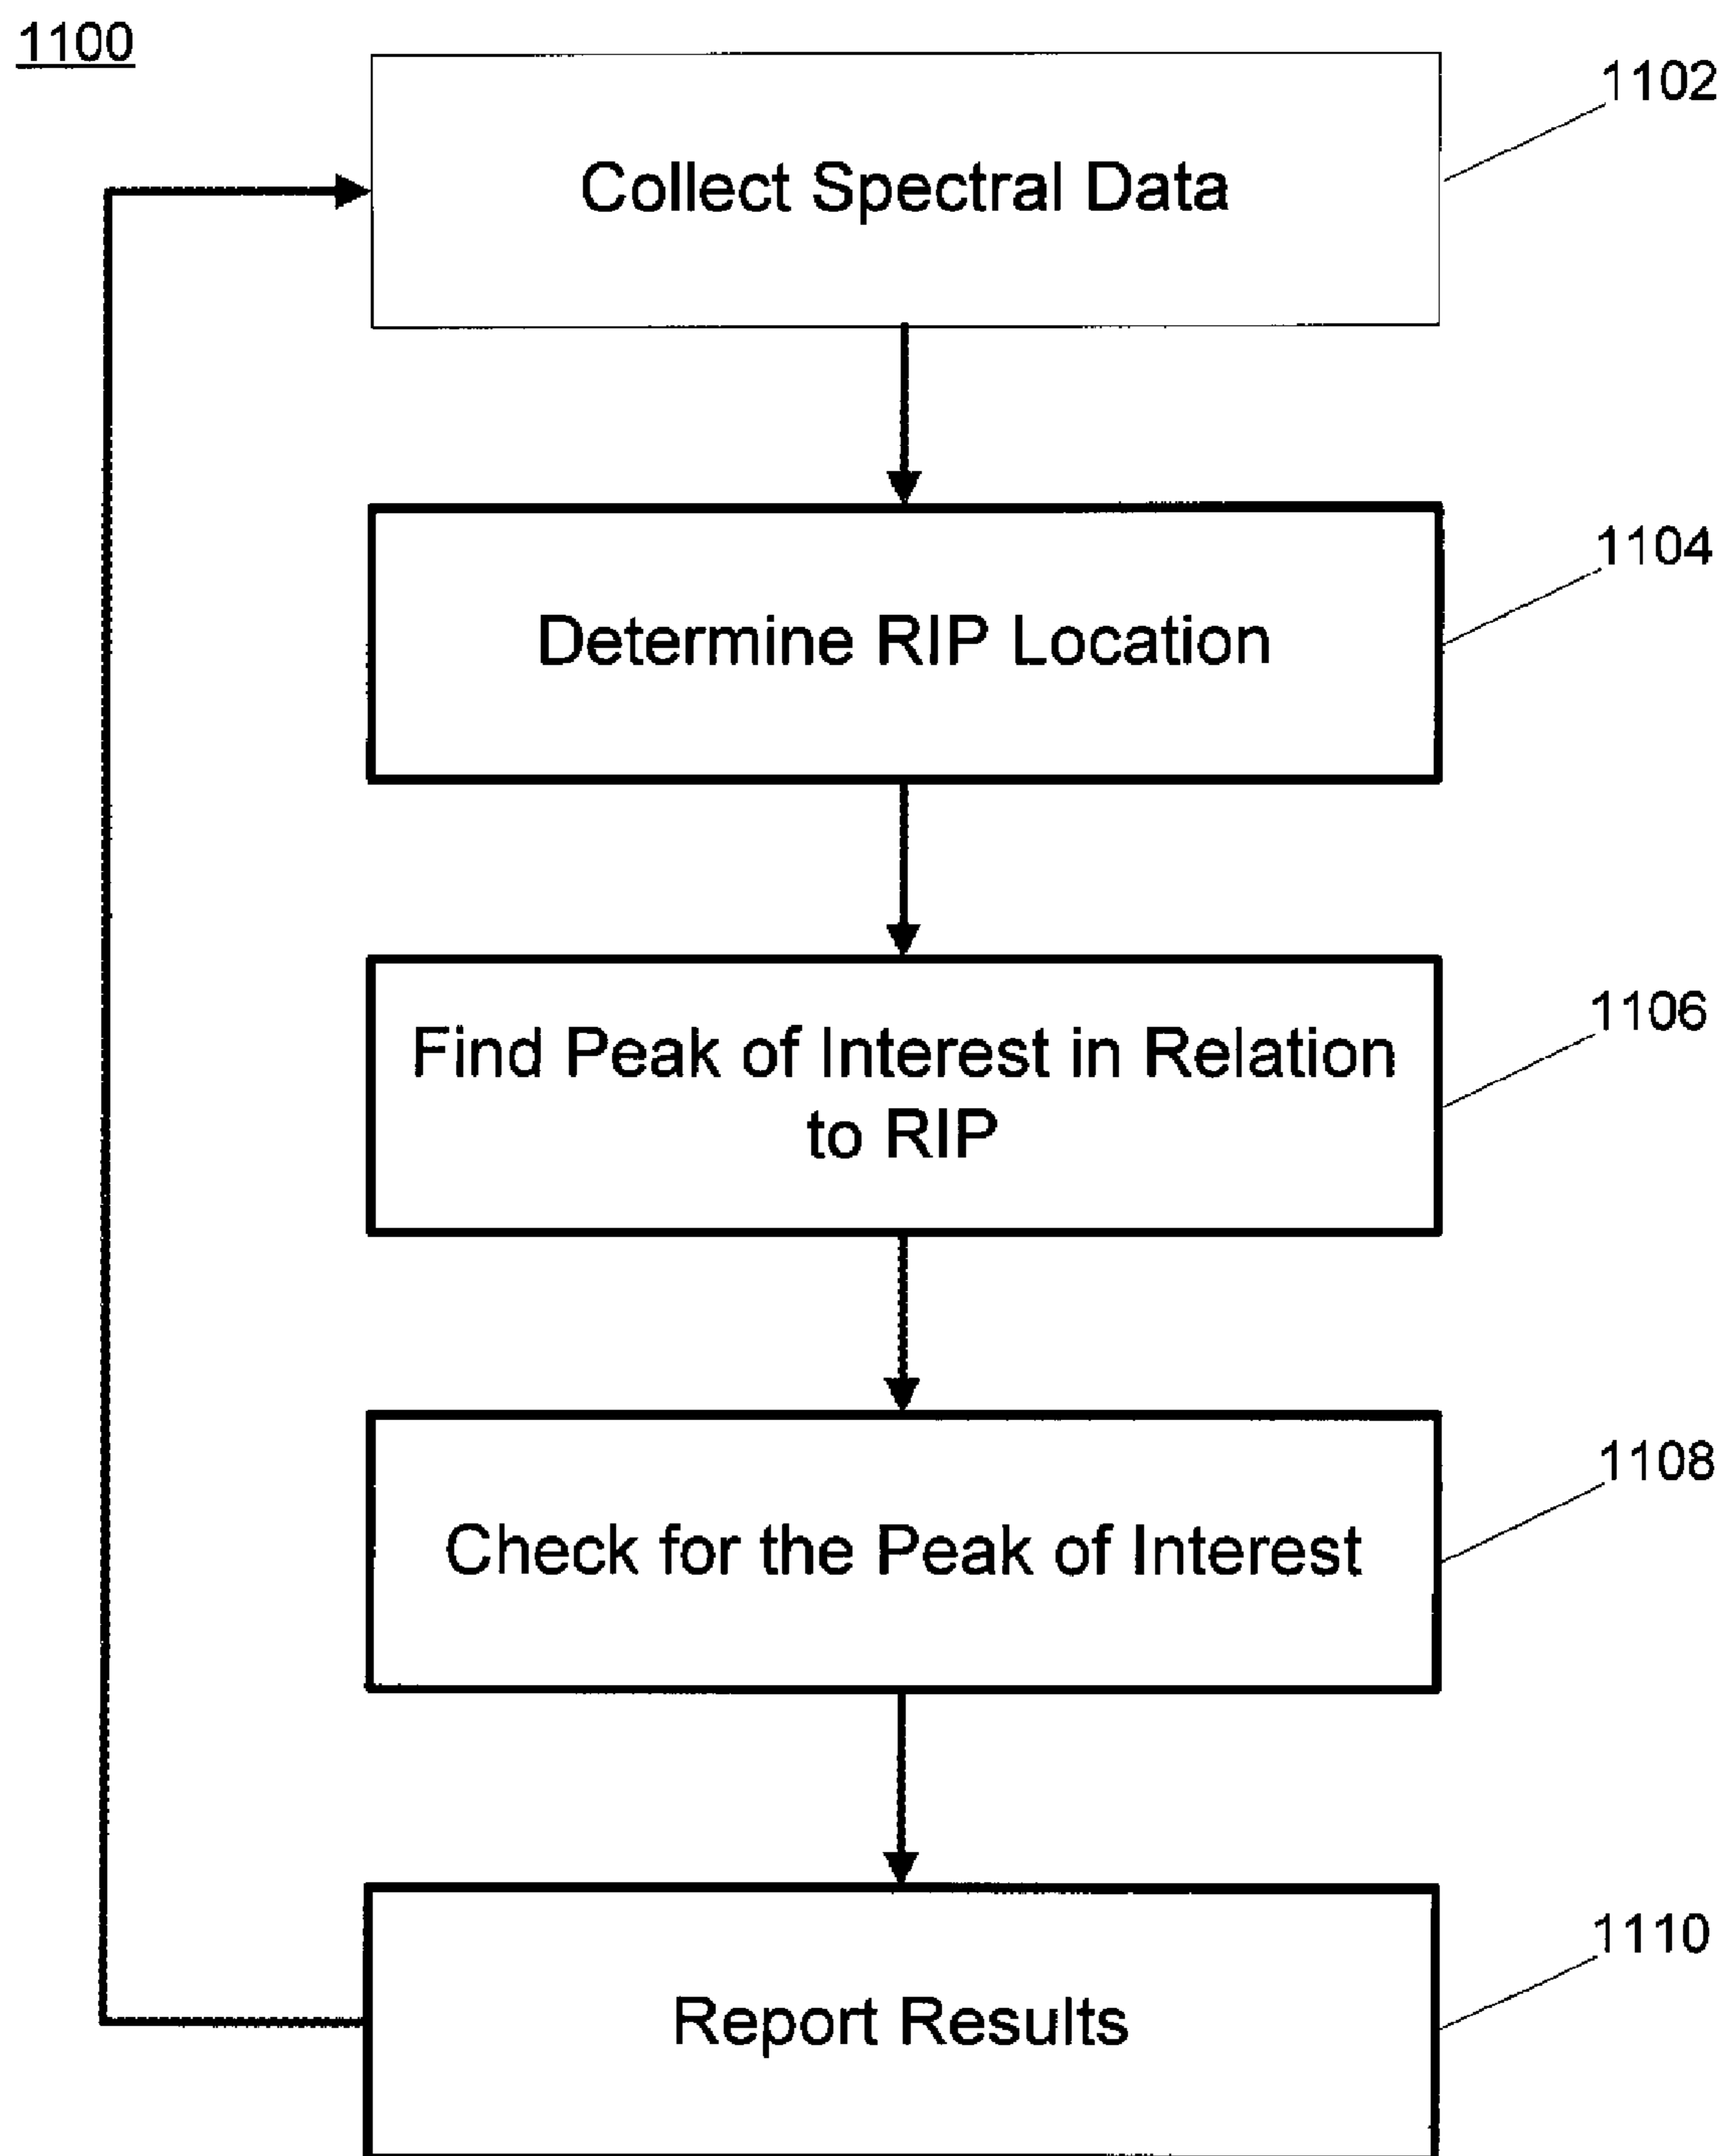 1100
1102
Collect Spectral Data
1104
Determine RIP Location
1106
Find Peak of Interest in Relation
to RIP
1108
Check for the Peak of Interest
1110
Report Results